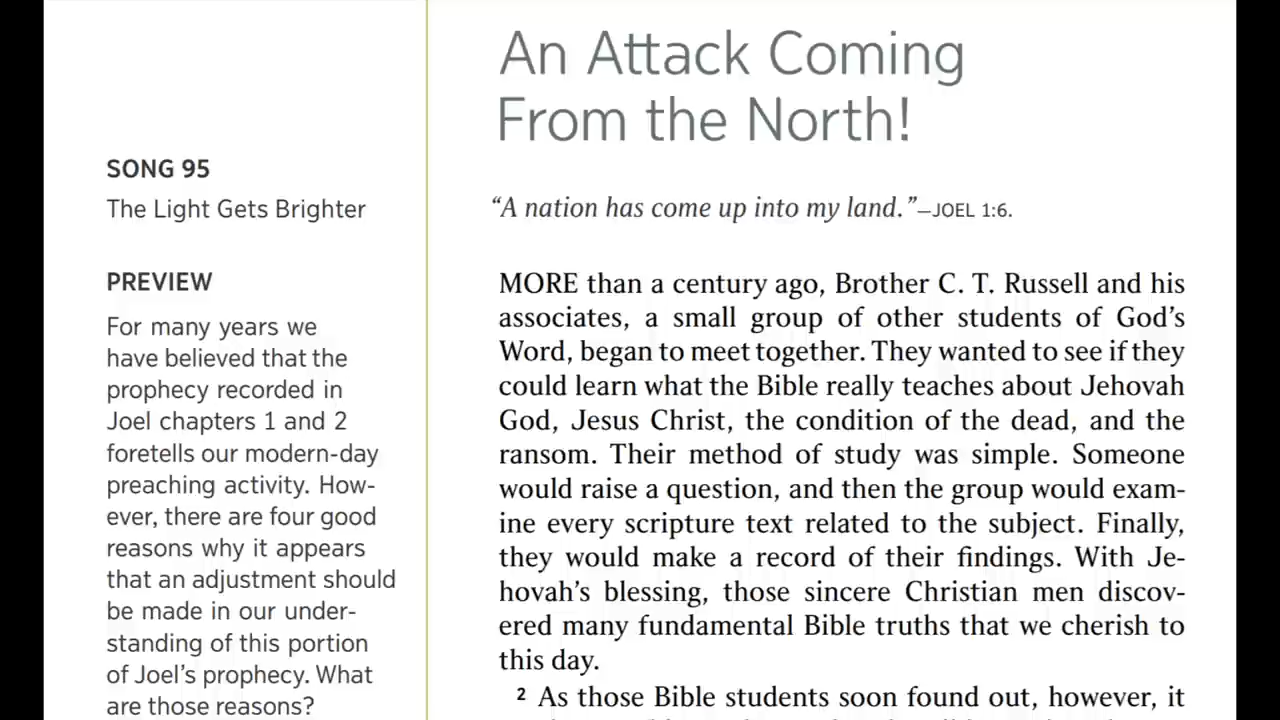 An Attack Coming
From the North!
SONG 95
The Light Gets Brighter
PREVIEW
For many years we
have believed that the
prophecy recorded in
Joel chapters 1 and 2
foretells our modern-day
preaching activity. How-
ever, there are four good
reasons why it appears
that an adjustment should
be made in our under-
standing of this portion
of Joel’s prophecy. What
are those reasons?
“A nation has come up into my land.”—JOEL 1:6.
MORE than a century ago, Brother C. T. Russell and his
associates, a small group of other students of God’s
Word, began to meet together. They wanted to see if they
could learn what the Bible really teaches about Jehovah
God, Jesus Christ, the condition of the dead, and the
ransom. Their method of study was simple. Someone
would raise a question, and then the group would exam-
ine every scripture text related to the subject. Finally,
they would make a record of their findings. With Je-
hovah’s blessing, those sincere Christian men discov-
ered many fundamental Bible truths that we cherish to
this day.
2 As those Bible students soon found out, however, it